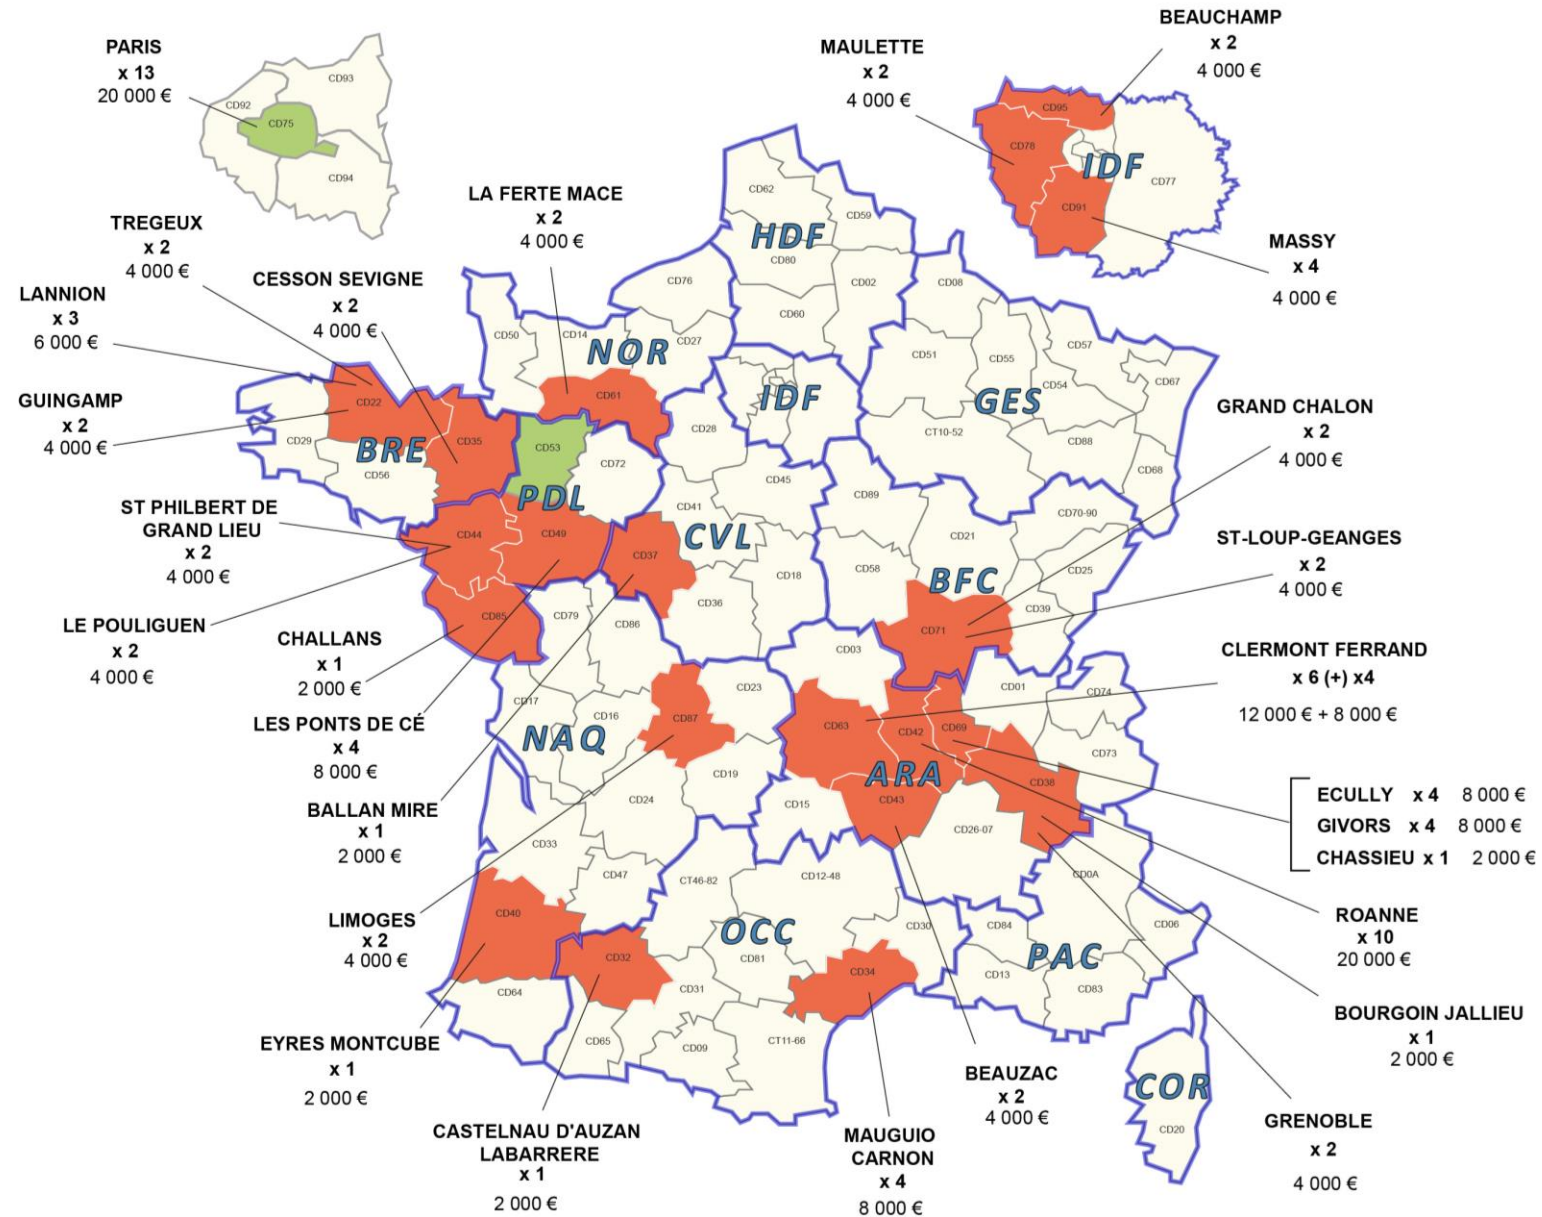 PARIS
x 13
20 000 €
CD93
CD92
CD75
CD94
MAULETTE
x 2
4 000 €
BEAUCHAMP
x 2
4 000 €
CD95
CD78
IDF
CD77
CD91
MASSY
x 4
4 000 €
LA FERTE MACE
x 2
4 000 €
TREGEUX
x 2
4 000 €
CESSON SEVIGNE
x 2
4 000 €
LANNION
x 3
6 000 €
GUINGAMP
x 2
4 000 €
ST PHILBERT DE
GRAND LIEU
x 2
4 000 €
LE POULIGUEN
x 2
4 000 €
CHALLANS
x 1
2 000 €
LES PONTS DE CÉ
x 4
8 000 €
BALLAN MIRE
x 1
2 000 €
LIMOGES
x 2
4 000 €
EYRES MONTCUBE
x 1
2 000 €
CASTELNAU D'AUZAN
LABARRERE
x 1
2 000 €
MAUGUIO
CARNON
x 4
8 000 €
BEAUZAC
x 2
4 000 €
GRENOBLE
x 2
4 000 €
BOURGOIN JALLIEU
x 1
2 000 €
ROANNE
x 10
20 000 €
ECULLY x 4 8 000 €
GIVORS x 4 8 000 €
CHASSIEU x 1 2 000 €
CLERMONT FERRAND
x 6 (+) x4
12 000 € + 8 000 €
ST-LOUP-GEANGES
x 2
4 000 €
GRAND CHALON
x 2
4 000 €
CD62
CD59
HDF
CD80
CD02
CD60
CD76
CD50
CD14
CD27
NOR
CD61
CD08
CD51
CD55
CD57
CD54
CD67
GES
CT10-52
CD88
CD68
IDF
CD22
CD29
BRE
CD35
CD56
CD53
CD72
PDL
CD44
CD49
CD85
CD28
CD45
CD41
CVL
CD37
CD18
CD36
CD89
CD70-90
CD21
CD58
BFC
CD25
CD39
CD71
CD79
CD86
CD17
CD16
NAQ
CD87
CD23
CD19
CD24
CD33
CD47
CD40
CD64
CD03
CD01
CD74
CD63
CD42
CD69
CD73
ARA
CD38
CD15
CD43
CD26-07
CT46-82
CD12-48
OCC
CD30
CD32
CD81
CD34
CD31
CD65
CD09
CT11-66
CD0A
CD84
CD06
PAC
CD13
CD83
COR
CD20